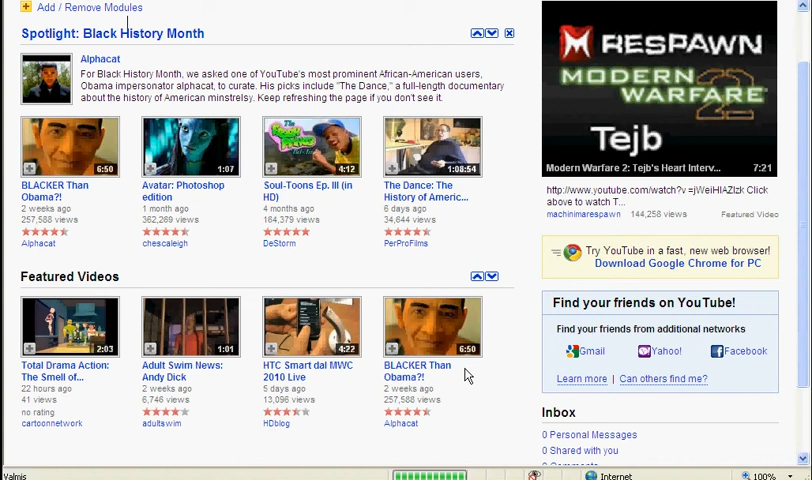 Add / Remove Modules
Spotlight: Black History Month
Alphacat
For Black History Month, we asked one of YouTube's most prominent African-American users,
Obama impersonator alphacat, to curate. His picks include "The Dance," a full-length documentary
about the history of American minstrelsy. Keep refreshing the page if you don't see it.
6:50
1:07
4:12
1:08:54
BLACKER Than
Obama?!
2 weeks ago
257,588 views
Alphacat
Avatar: Photoshop
edition
1 month ago
362,269 views
chescaleigh
Soul-Toons Ep. III (in
HD)
4 months ago
164,379 views
DeStorm
The Dance: The
History of Americ...
6 days ago
34,644 views
PerProFilms
Featured Videos
2:03
1:01
4:22
6:50
Total Drama Action:
The Smell of...
22 hours ago
41 views
no rating
cartoonnetwork
Adult Swim News:
Andy Dick
2 weeks ago
6,746 views
adultswim
HTC Smart dal MWC
2010 Live
5 days ago
13,096 views
HDblog
BLACKER Than
Obama?!
2 weeks ago
257,588 views
Alphacat
RESPAWN
MODERN
WARFARE
2
Tejb
Modern Warfare 2: Tejb's Heart Interv...
7:21
http://www.youtube.com/watch?v =jWeiHIAZIzk Click
above to watch T...
machinimarespawn
144,258 views
Featured Video
Try YouTube in a fast, new web browser!
Download Google Chrome for PC
Find your friends on YouTube!
Find your friends from additional networks
Gmail
Yahoo!
Facebook
Learn more | Can others find me?
Inbox
0 Personal Messages
0 Shared with you
Valmis
Internet
100%